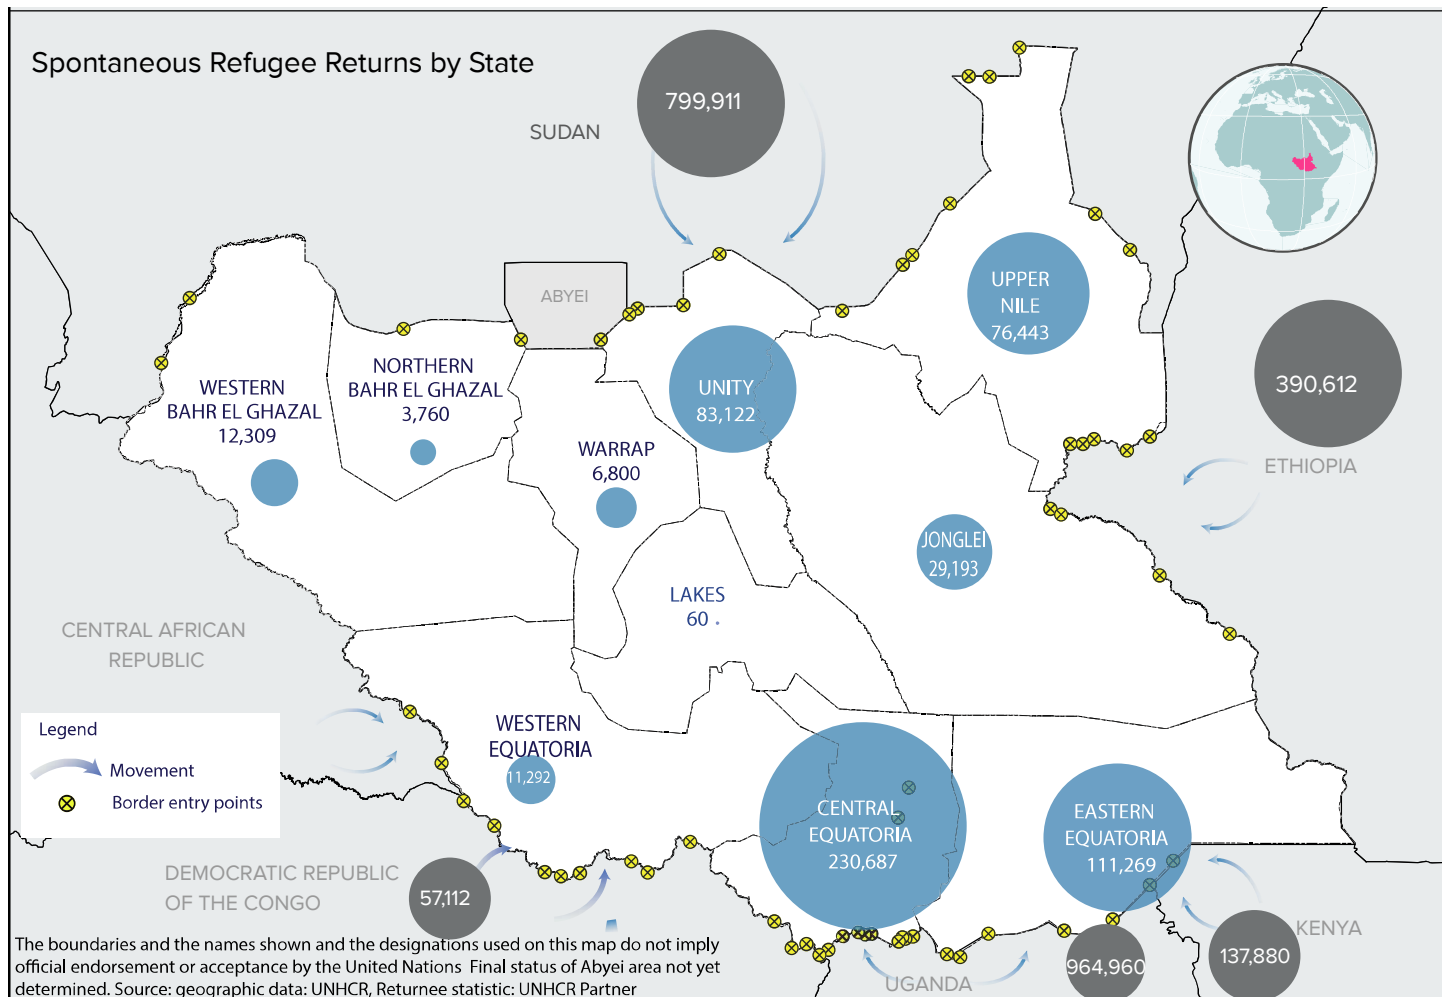 Spontaneous Refugee Returns by State
799,911
SUDAN
UPPER
NILE
76,443
ABYEI
390,612
ETHIOPIA
WESTERN
BAHR EL GHAZAL
12,309
NORTHERN
BAHR EL GHAZAL
3,760
UNITY
83,122
WARRAP
6,800
JONGLEI
29,193
LAKES
60
CENTRAL AFRICAN
REPUBLIC
Legend
Movement
Border entry points
WESTERN
EQUATORIA
11,292
CENTRAL
EQUATORIA
230,687
EASTERN
EQUATORIA
111,269
DEMOCRATIC REPUBLIC
OF THE CONGO
57,112
KENYA
137,880
964,960
UGANDA
The boundaries and the names shown and the designations used on this map do not imply
official endorsement or acceptance by the United Nations Final status of Abyei area not yet
determined. Source: geographic data: UNHCR, Returnee statistic: UNHCR Partner